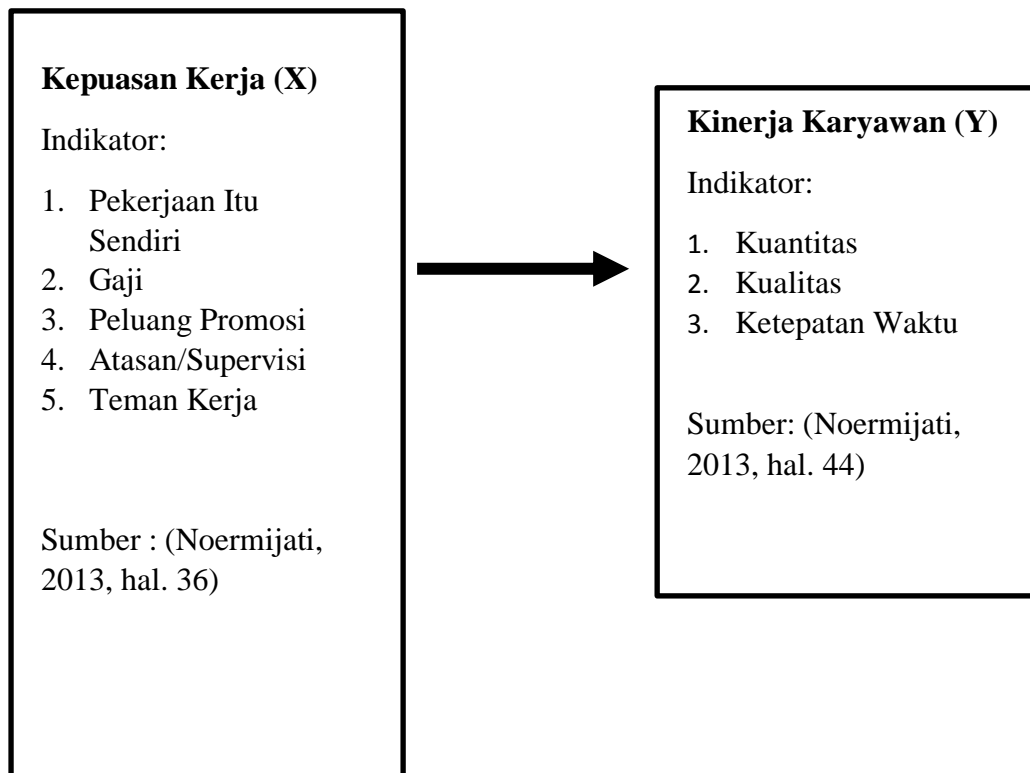 Kepuasan Kerja (X)
Indikator:
1. Pekerjaan Itu
Sendiri
2. Gaji
3. Peluang Promosi
4. Atasan/Supervisi
5. Teman Kerja
Sumber : (Noermijati,
2013, hal. 36)
Kinerja Karyawan (Y)
Indikator:
1. Kuantitas
2. Kualitas
3. Ketepatan Waktu
Sumber: (Noermijati,
2013, hal. 44)